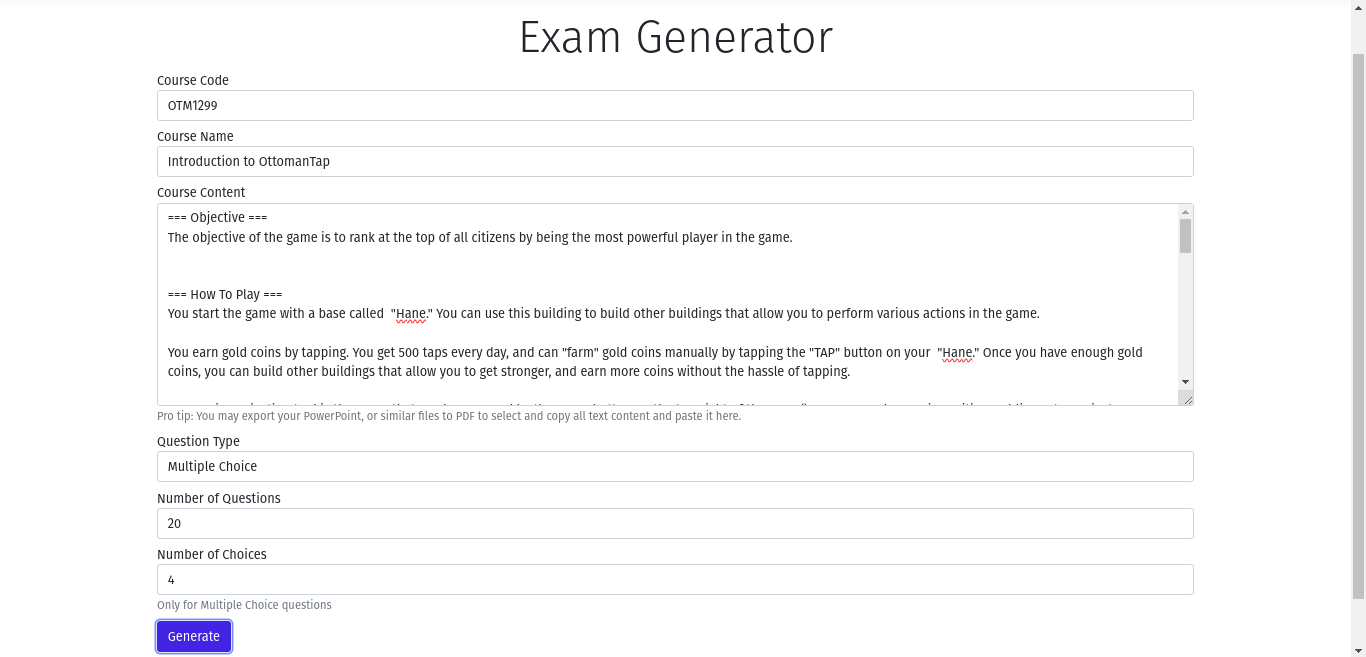 Exam Generator
Course Code
OTM1299
Course Name
Introduction to OttomanTap
Course Content
=== Objective ===
The objective of the game is to rank at the top of all citizens by being the most powerful player in the game.
=== How To Play ===
You start the game with a base called  "Hane." You can use this building to build other buildings that allow you to perform various actions in the game.
You earn gold coins by tapping. You get 500 taps every day, and can "farm" gold coins manually by tapping the "TAP" button on your  "Hane." Once you have enough gold
coins, you can build other buildings that allow you to get stronger, and earn more coins without the hassle of tapping.
Pro tip: You may export your PowerPoint, or similar files to PDF to select and copy all text content and paste it here.
Question Type
Multiple Choice
Number of Questions
20
Number of Choices
4
Only for Multiple Choice questions
Generate